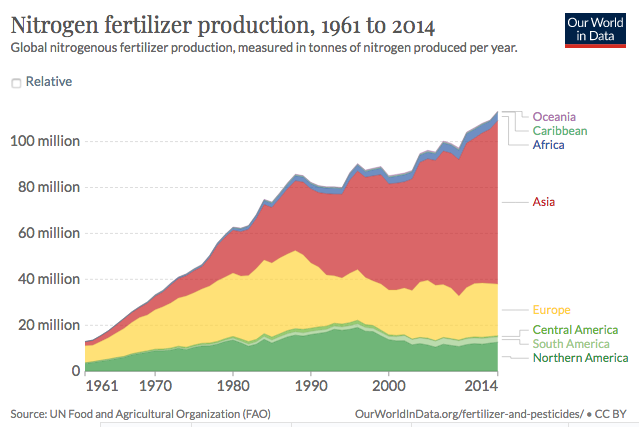 Nitrogen fertilizer production, 1961 to 2014
Global nitrogenous fertilizer production, measured in tonnes of nitrogen produced per year.
Our World
in Data
Relative
100 million
80 million
60 million
40 million
20 million
0
Oceania
Caribbean
Africa
Asia
Europe
Central America
South America
Northern America
1961 1970 1980 1990 2000 2014
Source: UN Food and Agricultural Organization (FAO) OurWorldInData.org/fertilizer-and-pesticides/ • CC BY